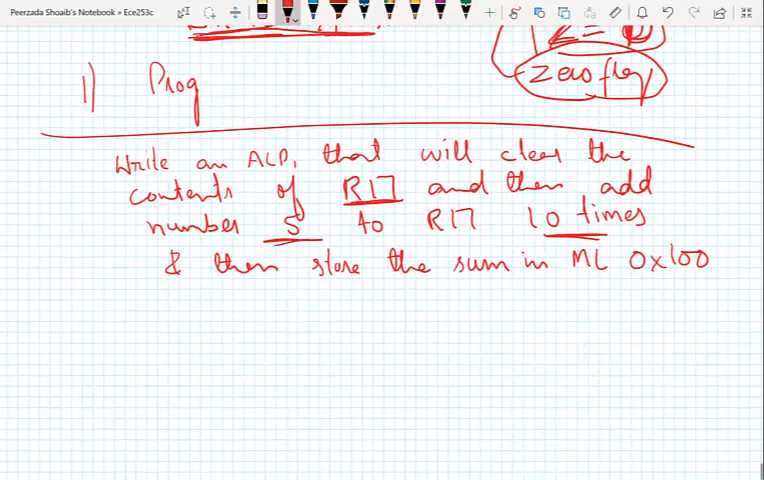 Peerzada Shoaib's Notebook » Ece253c
zero flag
1) Prog
Write an ALP, that will clear the
contents of R17 and then add
number 5 to R17 10 times
& then store the sum in ML 0x100